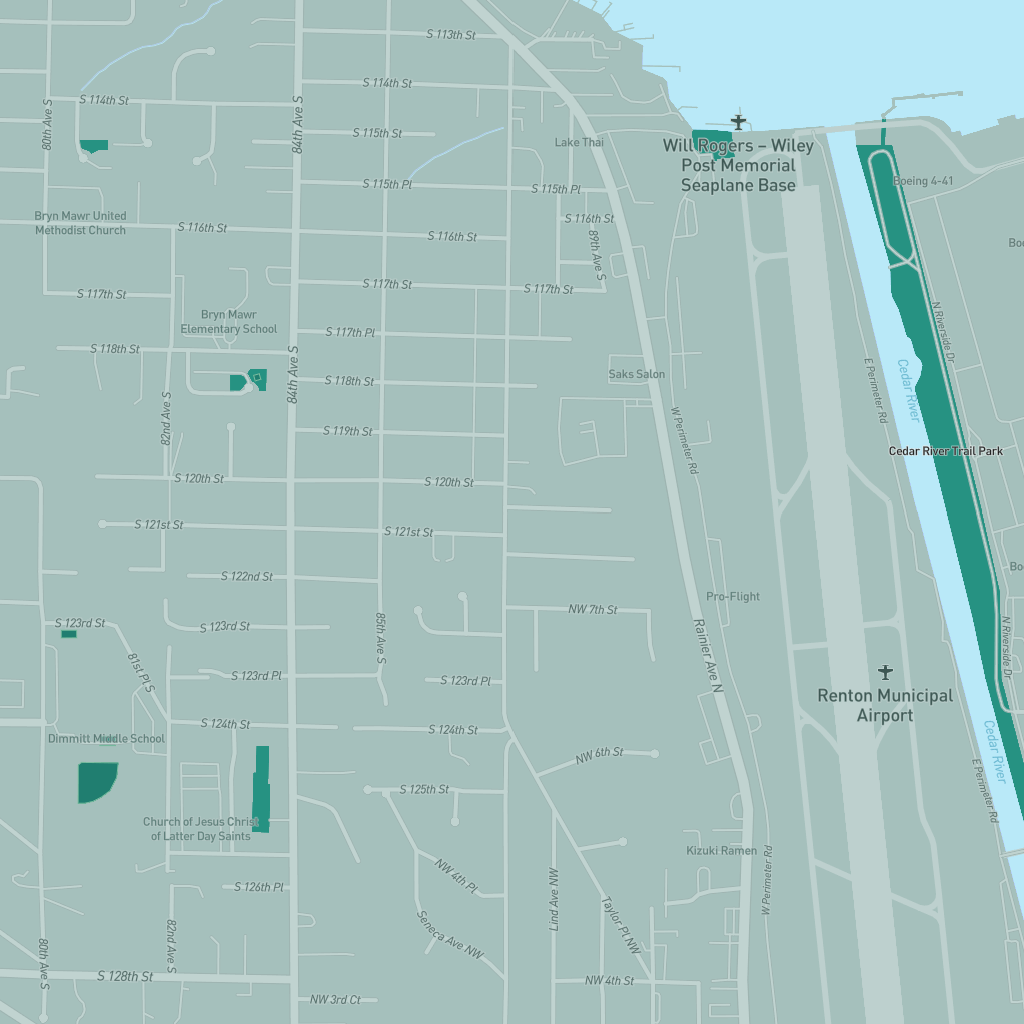 S 113th St
S 114th St
S 114th St
80th Ave S
84th Ave S
S 115th St
Lake Thai
Will Rogers – Wiley
Post Memorial
Seaplane Base
Boeing 4-41
S 115th Pl
S 115th Pl
Bryn Mawr United
Methodist Church
S 116th St
S 116th St
S 116th St
89th Ave S
Boe
S 117th St
S 117th St
S 117th St
Bryn Mawr
Elementary School
S 117th Pl
N Riverside Dr
S 118th St
84th Ave S
S 118th St
Saks Salon
E Perimeter Rd
Cedar River
82nd Ave S
S 119th St
W Perimeter Rd
Cedar River Trail Park
S 120th St
S 120th St
S 121st St
S 121st St
S 122nd St
Boe
Pro-Flight
NW 7th St
S 123rd St
S 123rd St
85th Ave S
Rainier Ave N
N Riverside Dr
81st Pl S
S 123rd Pl
S 123rd Pl
Renton Municipal
Airport
S 124th St
S 124th St
Dimmitt Middle School
NW 6th St
Cedar River
E Perimeter Rd
S 125th St
Church of Jesus Christ
of Latter Day Saints
Kizuki Ramen
W Perimeter Rd
NW 4th Pl
S 126th Pl
Lind Ave NW
Taylor Pl NW
Seneca Ave NW
82nd Ave S
80th Ave S
S 128th St
NW 4th St
NW 3rd Ct